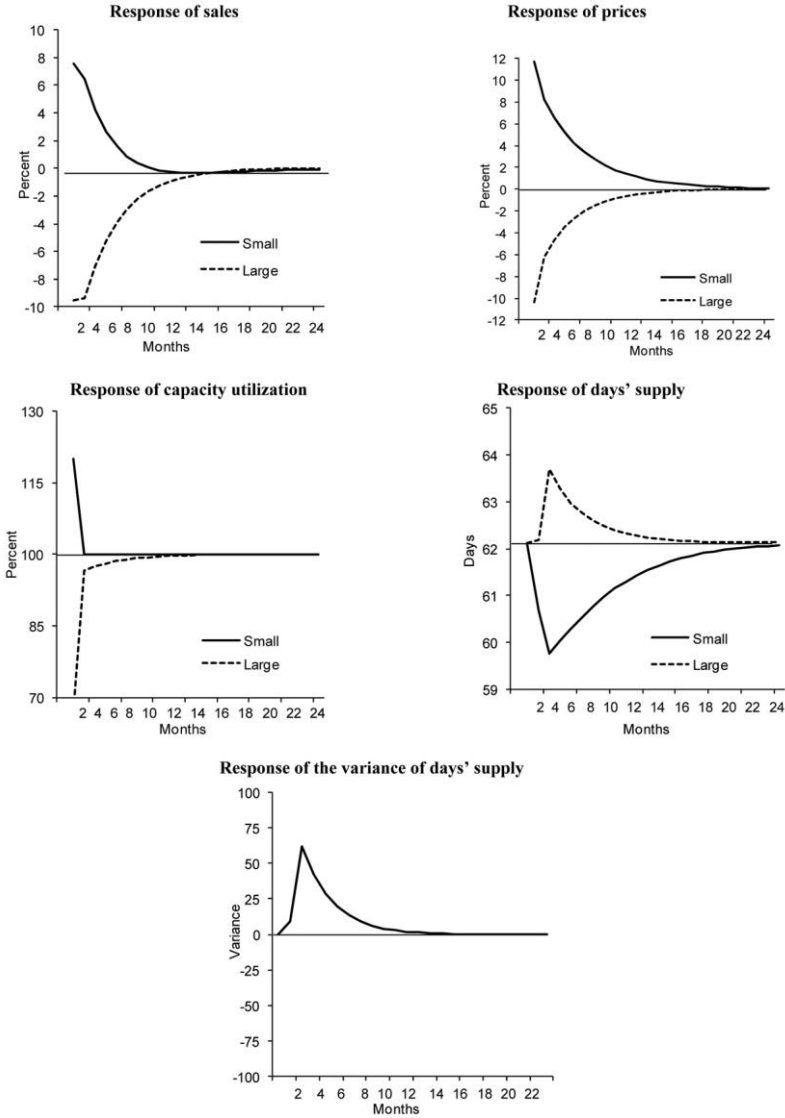 Response of sales
10
8
6
4
2
0
-2
-4
-6
-8
-10
Percent
Small
Large
2 4 6 8 10 12 14 16 18 20 22 24
Months
Response of prices
12
10
8
6
4
2
0
-2
-4
-6
-8
-10
-12
Percent
Small
Large
2 4 6 8 10 12 14 16 18 20 22 24
Months
Response of capacity utilization
130
115
100
85
70
Percent
Small
Large
2 4 6 8 10 12 14 16 18 20 22 24
Months
Response of days’ supply
65
64
63
62
61
60
59
Days
Small
Large
2 4 6 8 10 12 14 16 18 20 22 24
Months
Response of the variance of days’ supply
100
75
50
25
0
-25
-50
-75
-100
Variance
2 4 6 8 10 12 14 16 18 20 22
Months